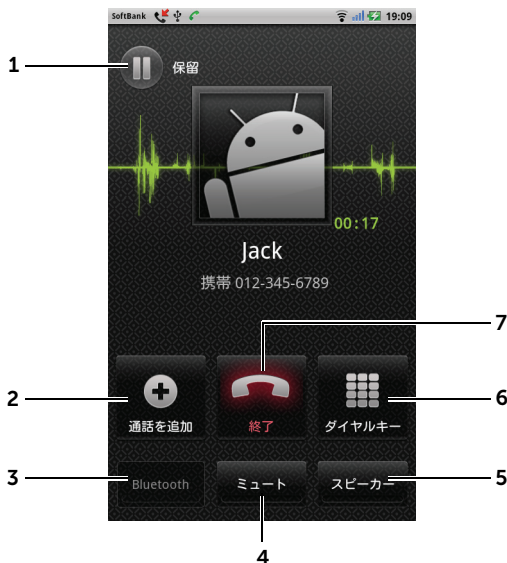 SoftBank 19:09
1 保留
00:17
Jack
携帯 012-345-6789
7
2 通話を追加 終了 ダイヤルキー 6
3 Bluetooth ミュート スピーカー 5
4